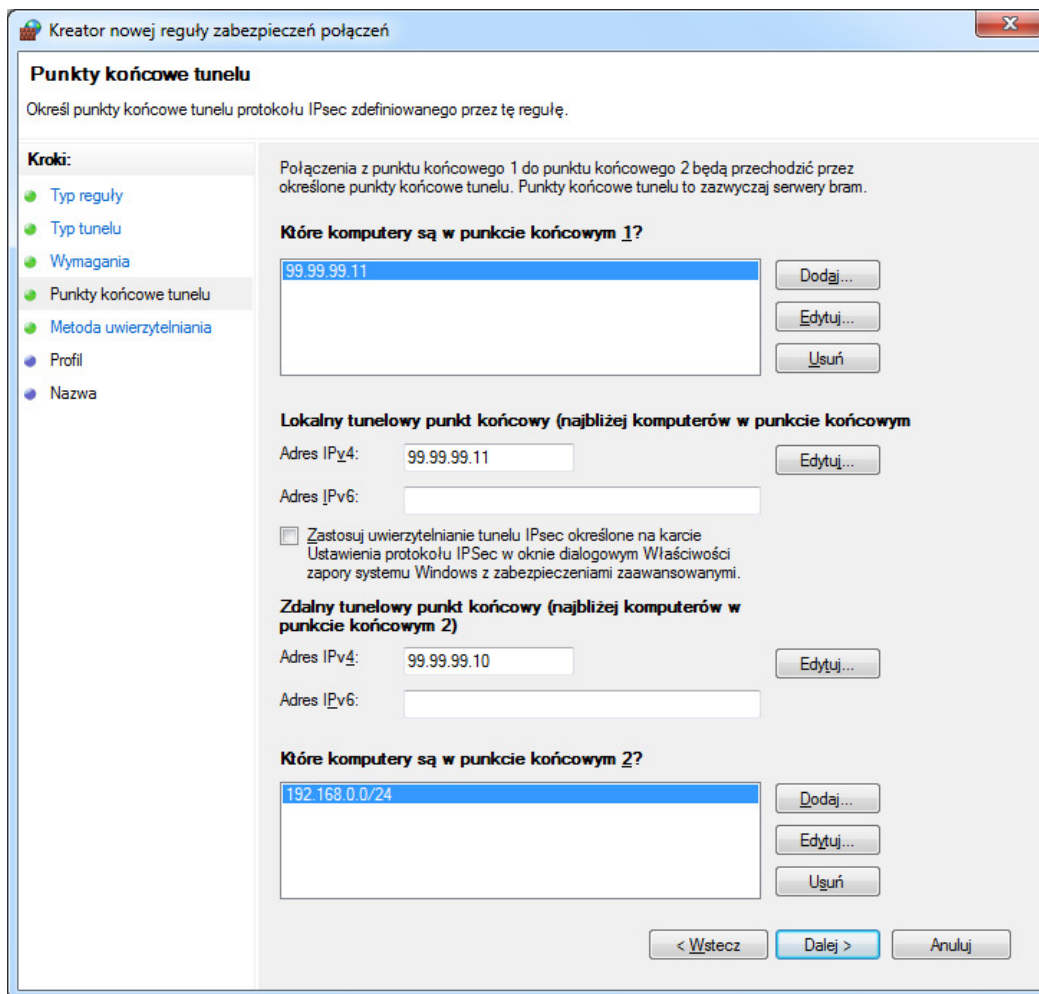 Kreator nowej reguły zabezpieczeń połączeń
Punkty końcowe tunelu
Określ punkty końcowe tunelu protokołu IPsec zdefiniowanego przez tę regułę.
Kroki:
Typ reguły
Typ tunelu
Wymagania
Punkty końcowe tunelu
Metoda uwierzytelniania
Profil
Nazwa
Połączenia z punktu końcowego 1 do punktu końcowego 2 będą przechodzić przez
określone punkty końcowe tunelu. Punkty końcowe tunelu to zazwyczaj serwery bram.
Które komputery są w punkcie końcowym 1?
99.99.99.11
Dodaj...
Edytuj...
Usuń
Lokalny tunelowy punkt końcowy (najbliżej komputerów w punkcie końcowym
Adres IPv4:
99.99.99.11
Edytuj...
Adres IPv6:
Zastosuj uwierzytelnianie tunelu IPsec określone na karcie
Ustawienia protokołu IPSec w oknie dialogowym Właściwości
zapory systemu Windows z zabezpieczeniami zaawansowanymi.
Zdalny tunelowy punkt końcowy (najbliżej komputerów w
punkcie końcowym 2)
Adres IPv4:
99.99.99.10
Edytuj...
Adres IPv6:
Które komputery są w punkcie końcowym 2?
192.168.0.0/24
Dodaj...
Edytuj...
Usuń
< Wstecz
Dalej >
Anuluj